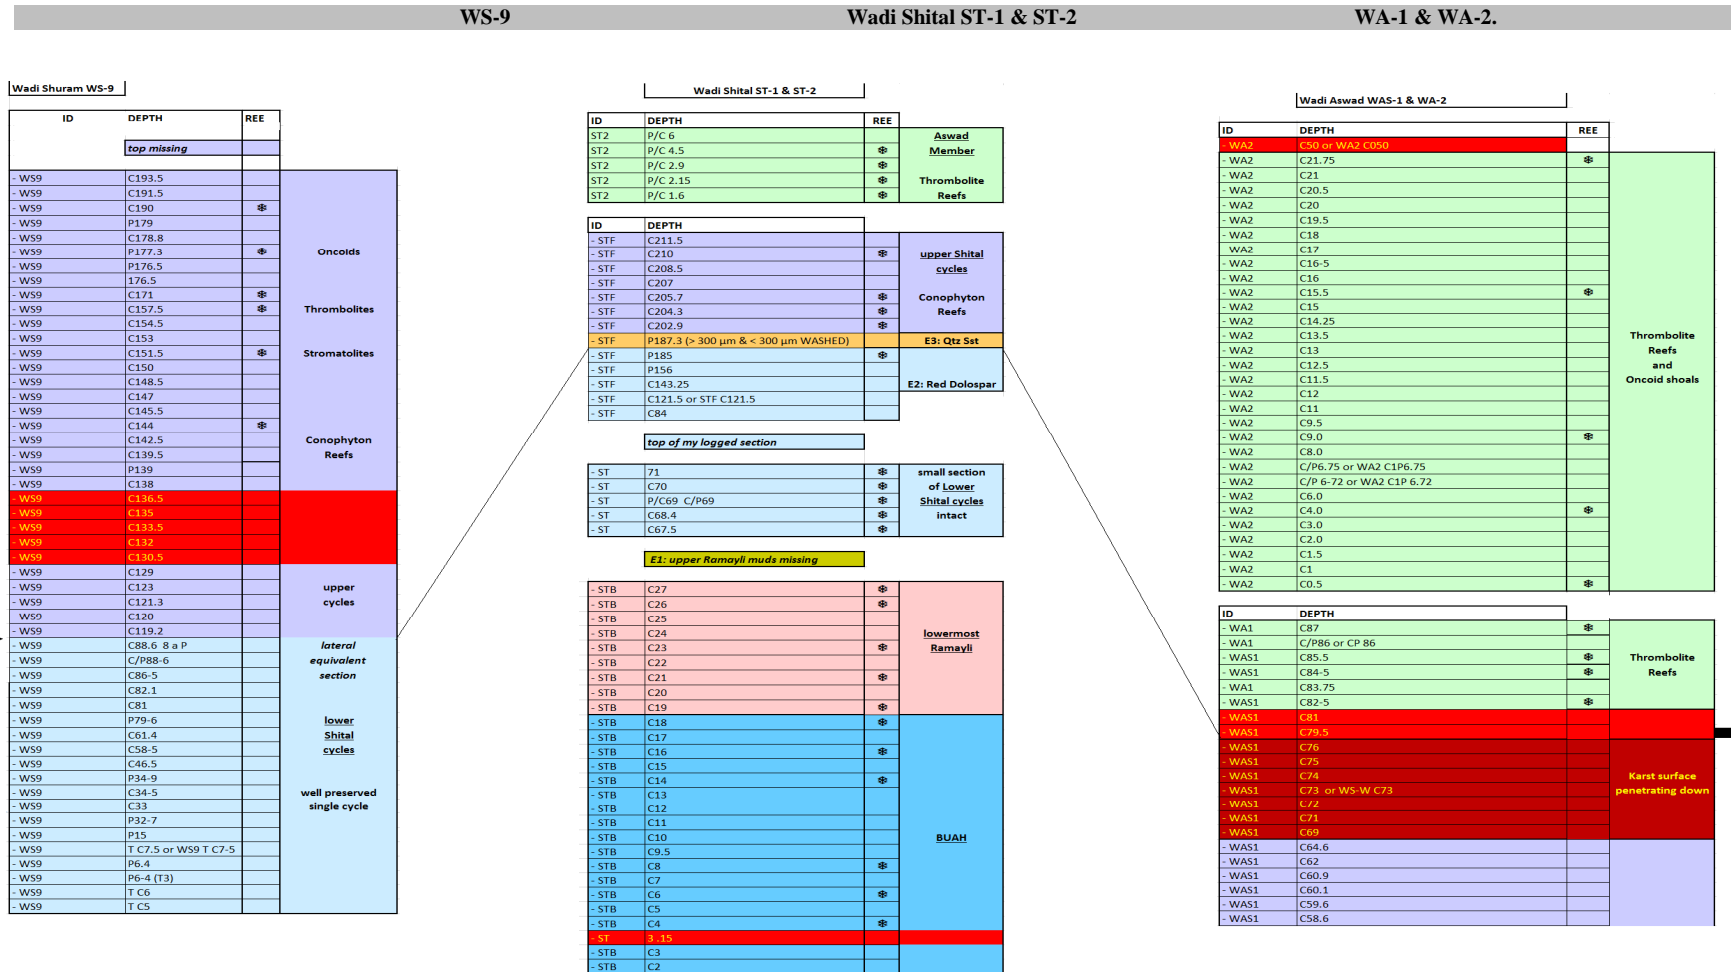 WS-9 Wadi Shital ST-1 & ST-2 WA-1 & WA-2.
Wadi Shuram WS-9
ID DEPTH REE
top missing
- WS9 C193.5
- WS9 C191.5
- WS9 C190 ❄
- WS9 P179
- WS9 C178.8
- WS9 P177.3 ❄ Oncoids
- WS9 P176.5
- WS9 176.5
- WS9 C171 ❄
- WS9 C157.5 ❄ Thrombolites
- WS9 C154.5
- WS9 C153
- WS9 C151.5 ❄ Stromatolites
- WS9 C150
- WS9 C148.5
- WS9 C147
- WS9 C145.5
- WS9 C144 ❄
- WS9 C142.5 Conophyton
- WS9 C139.5 Reefs
- WS9 P139
- WS9 C138
- WS9 C136.5
- WS9 C135
- WS9 C133.5
- WS9 C132
- WS9 C130.5
- WS9 C129
- WS9 C123 upper
- WS9 C121.3 cycles
WS9 C120
- WS9 C119.2
- WS9 C88.6 8 a P lateral
- WS9 C/P88-6 equivalent
- WS9 C86-5 section
- WS9 C82.1
- WS9 C81
- WS9 P79-6 lower
- WS9 C61.4 Shital
- WS9 C58-5 cycles
- WS9 C46.5
- WS9 P34-9
- WS9 C34-5 well preserved
- WS9 C33 single cycle
- WS9 P32-7
- WS9 P15
- WS9 T C7.5 or WS9 T C7-5
- WS9 P6.4
- WS9 P6-4 (T3)
- WS9 T C6
- WS9 T C5
Wadi Shital ST-1 & ST-2
ID DEPTH REE
ST2 P/C 6 Aswad
ST2 P/C 4.5 ❄ Member
ST2 P/C 2.9 ❄
ST2 P/C 2.15 ❄ Thrombolite
ST2 P/C 1.6 ❄ Reefs
ID DEPTH
- STF C211.5
- STF C210 ❄ upper Shital
- STF C208.5 cycles
- STF C207
- STF C205.7 ❄ Conophyton
- STF C204.3 ❄ Reefs
- STF C202.9 ❄
- STF P187.3 (> 300 µm & < 300 µm WASHED) E3: Qtz Sst
- STF P185 ❄
- STF P156
- STF C143.25 E2: Red Dolospar
- STF C121.5 or STF C121.5
- STF C84
top of my logged section
- ST 71 ❄ small section
- ST C70 ❄ of Lower
- ST P/C69 C/P69 ❄ Shital cycles
- ST C68.4 ❄ intact
- ST C67.5 ❄
E1: upper Ramayli muds missing
- STB C27 ❄
- STB C26 ❄
- STB C25
- STB C24 lowermost
- STB C23 ❄ Ramayli
- STB C22
- STB C21 ❄
- STB C20
- STB C19 ❄
- STB C18 ❄
- STB C17
- STB C16 ❄
- STB C15
- STB C14 ❄
- STB C13
- STB C12
- STB C11
- STB C10 BUAH
- STB C9.5
- STB C8 ❄
- STB C7
- STB C6 ❄
- STB C5
- STB C4 ❄
- ST 3 .15
- STB C3
- STB C2
Wadi Aswad WAS-1 & WA-2
ID DEPTH REE
- WA2 C50 or WA2 C050
- WA2 C21.75 ❄
- WA2 C21
- WA2 C20.5
- WA2 C20
- WA2 C19.5
- WA2 C18
WA2 C17
- WA2 C16-5
- WA2 C16
- WA2 C15.5 ❄
- WA2 C15
- WA2 C14.25
- WA2 C13.5 Thrombolite
- WA2 C13 Reefs
- WA2 C12.5 and
- WA2 C11.5 Oncoid shoals
- WA2 C12
- WA2 C11
- WA2 C9.5
- WA2 C9.0 ❄
- WA2 C8.0
- WA2 C/P6.75 or WA2 C1P6.75
- WA2 C/P 6-72 or WA2 C1P 6.72
- WA2 C6.0
- WA2 C4.0 ❄
- WA2 C3.0
- WA2 C2.0
- WA2 C1.5
- WA2 C1
- WA2 C0.5 ❄
ID DEPTH
- WA1 C87 ❄
- WA1 C/P86 or CP 86
- WAS1 C85.5 ❄ Thrombolite
- WAS1 C84-5 ❄ Reefs
- WA1 C83.75
- WAS1 C82-5 ❄
- WAS1 C81
- WAS1 C79.5
- WAS1 C76
- WAS1 C75
- WAS1 C74 Karst surface
- WAS1 C73 or WS-W C73 penetrating down
- WAS1 C72
- WAS1 C71
- WAS1 C69
- WAS1 C64.6
- WAS1 C62
- WAS1 C60.9
- WAS1 C60.1
- WAS1 C59.6
- WAS1 C58.6